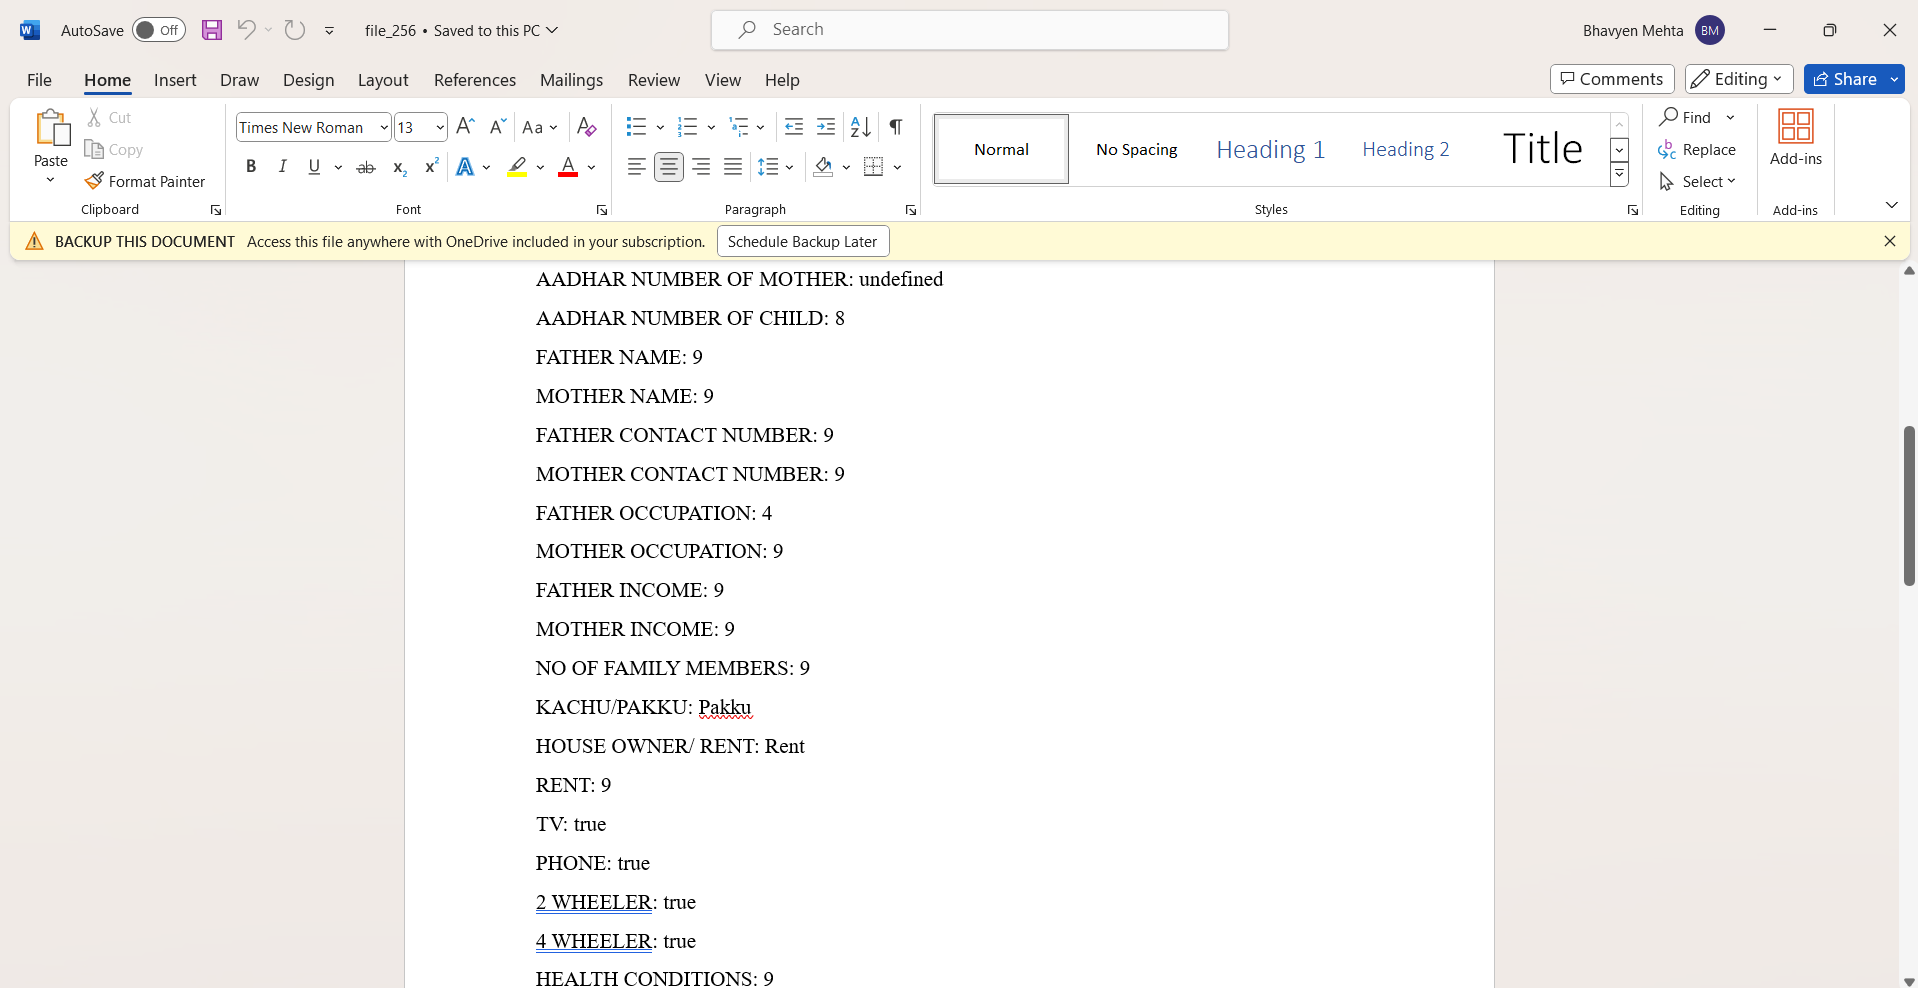 AutoSave Off file_256 • Saved to this PC Search Bhavyen Mehta BM
File Home Insert Draw Design Layout References Mailings Review View Help Comments Editing Share
Paste Cut Copy Format Painter Clipboard
Times New Roman 13 Aa
B I U ab x₂ x² A A
Font
Paragraph
Normal No Spacing Heading 1 Heading 2 Title
Styles
Find Replace Select Editing
Add-ins Add-ins
BACKUP THIS DOCUMENT Access this file anywhere with OneDrive included in your subscription. Schedule Backup Later
AADHAR NUMBER OF MOTHER: undefined
AADHAR NUMBER OF CHILD: 8
FATHER NAME: 9
MOTHER NAME: 9
FATHER CONTACT NUMBER: 9
MOTHER CONTACT NUMBER: 9
FATHER OCCUPATION: 4
MOTHER OCCUPATION: 9
FATHER INCOME: 9
MOTHER INCOME: 9
NO OF FAMILY MEMBERS: 9
KACHU/PAKKU: Pakku
HOUSE OWNER/ RENT: Rent
RENT: 9
TV: true
PHONE: true
2 WHEELER: true
4 WHEELER: true
HEALTH CONDITIONS: 9